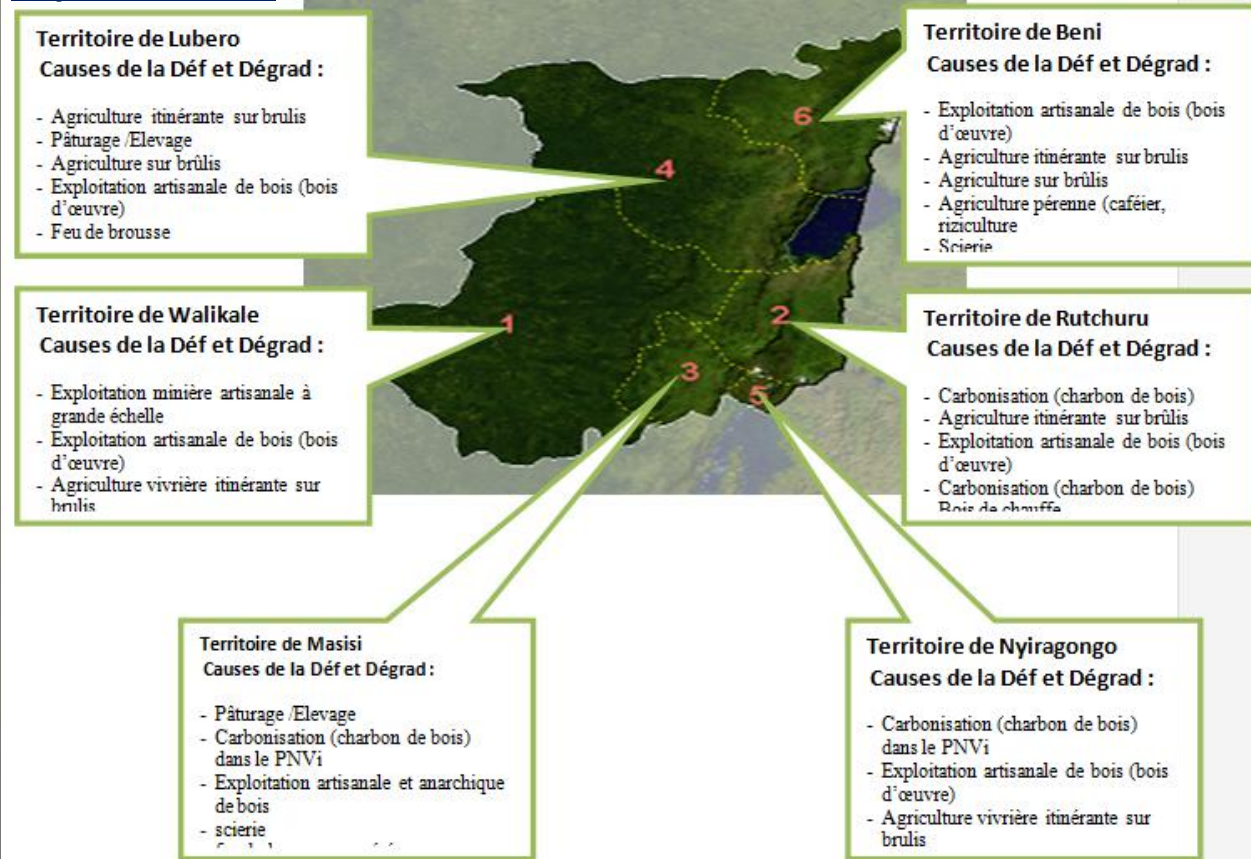 Territoire de Lubero
Causes de la Déf et Dégrad :
- Agriculture itinérante sur brulis
- Pâturage /Elevage
- Agriculture sur brûlis
- Exploitation artisanale de bois (bois
d'œuvre)
- Feu de brousse
Territoire de Beni
Causes de la Déf et Dégrad :
- Exploitation artisanale de bois (bois
d'œuvre)
- Agriculture itinérante sur brulis
- Agriculture sur brûlis
- Agriculture pérenne (caféier,
riziculture
- Scierie
6
4
Territoire de Walikale
Causes de la Déf et Dégrad :
- Exploitation minière artisanale à
grande échelle
- Exploitation artisanale de bois (bois
d'œuvre)
- Agriculture vivrière itinérante sur
brulis
1
2
3
5
Territoire de Rutchuru
Causes de la Déf et Dégrad :
- Carbonisation (charbon de bois)
- Agriculture itinérante sur brûlis
- Exploitation artisanale de bois (bois
d'œuvre)
- Carbonisation (charbon de bois)
Bois de chauffe
Territoire de Masisi
Causes de la Déf et Dégrad :
- Pâturage /Elevage
- Carbonisation (charbon de bois)
dans le PNVi
- Exploitation artisanale et anarchique
de bois
- scierie
Territoire de Nyiragongo
Causes de la Déf et Dégrad :
- Carbonisation (charbon de bois)
dans le PNVi
- Exploitation artisanale de bois (bois
d'œuvre)
- Agriculture vivrière itinérante sur
brulis